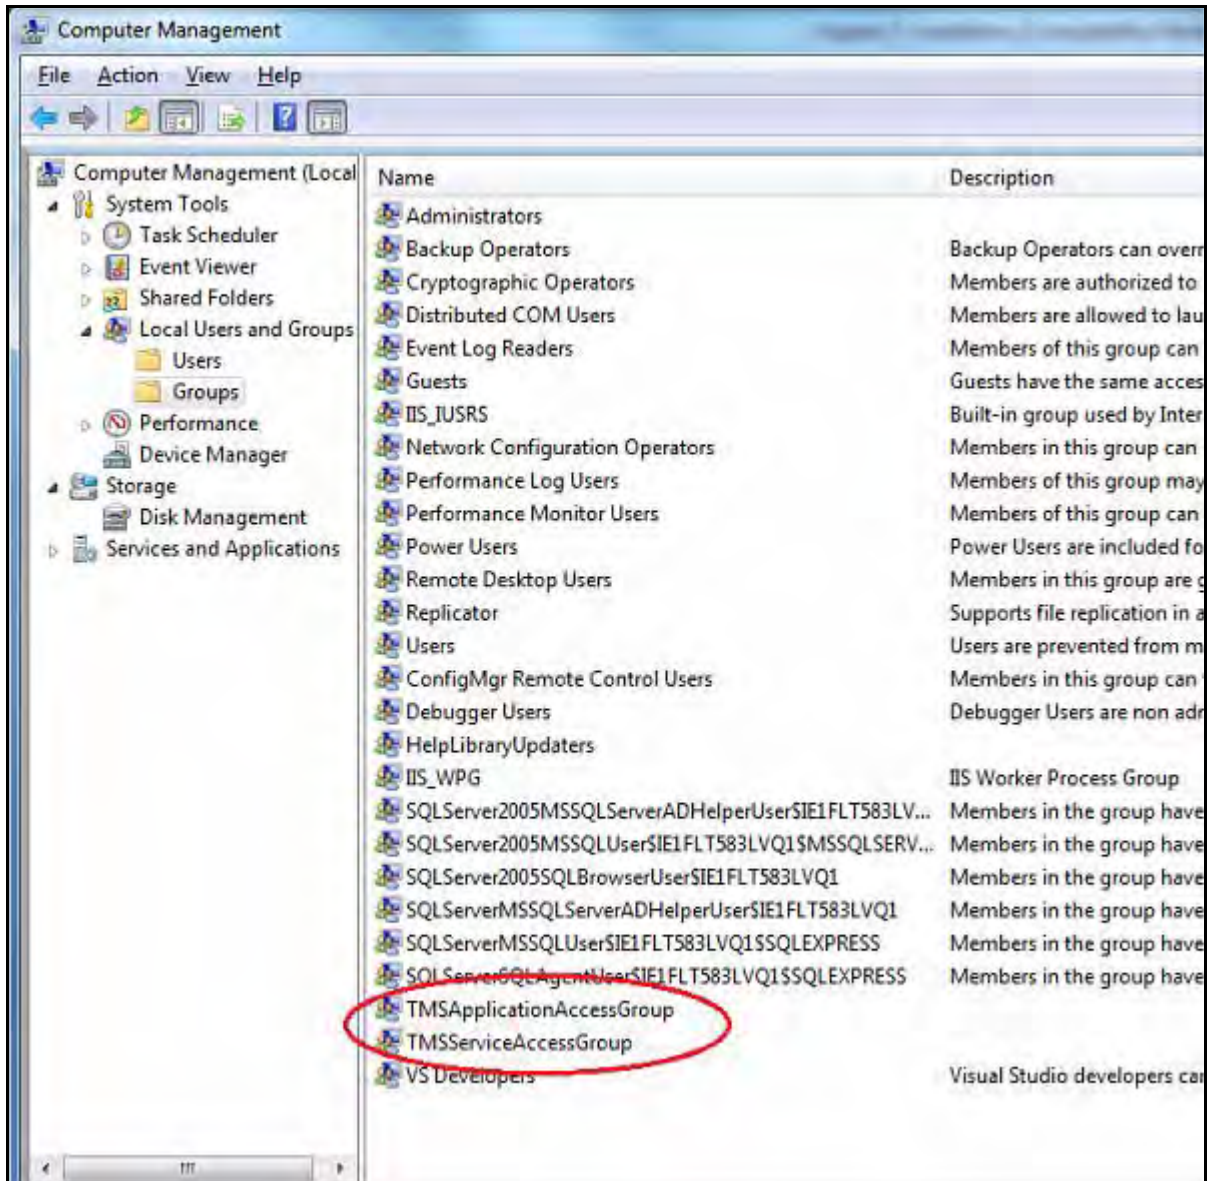 Computer Management
File Action View Help
Computer Management (Local
System Tools
Task Scheduler
Event Viewer
Shared Folders
Local Users and Groups
Users
Groups
Performance
Device Manager
Storage
Disk Management
Services and Applications
Name Description
Administrators
Backup Operators Backup Operators can overr
Cryptographic Operators Members are authorized to
Distributed COM Users Members are allowed to lau
Event Log Readers Members of this group can
Guests Guests have the same acces
IIS_IUSRS Built-in group used by Inter
Network Configuration Operators Members in this group can
Performance Log Users Members of this group may
Performance Monitor Users Members of this group can
Power Users Power Users are included fo
Remote Desktop Users Members in this group are g
Replicator Supports file replication in a
Users Users are prevented from m
ConfigMgr Remote Control Users Members in this group can
Debugger Users Debugger Users are non adr
HelpLibraryUpdaters
IIS_WPG IIS Worker Process Group
SQLServer2005MSSQLServerADHelperUser$IE1FLT583LV... Members in the group have
SQLServer2005MSSQLUser$IE1FLT583LVQ1$MSSQLSERV... Members in the group have
SQLServer2005SQLBrowserUser$IE1FLT583LVQ1 Members in the group have
SQLServerMSSQLServerADHelperUser$IE1FLT583LVQ1 Members in the group have
SQLServerMSSQLUser$IE1FLT583LVQ1$SQLEXPRESS Members in the group have
SQLServerSQLAgentUser$IE1FLT583LVQ1$SQLEXPRESS Members in the group have
TMSApplicationAccessGroup
TMSServiceAccessGroup
VS Developers Visual Studio developers car